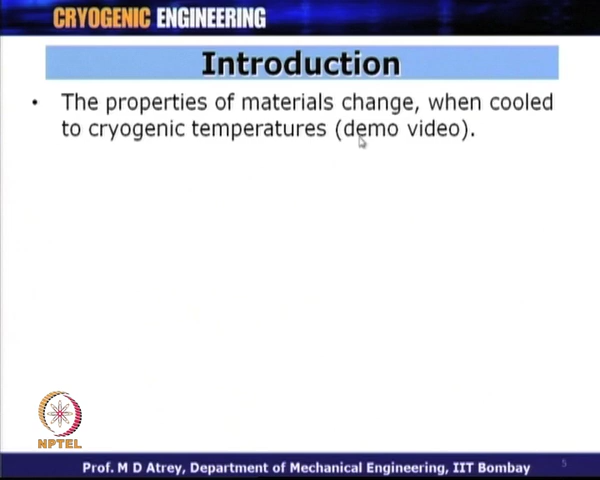 CRYOGENIC ENGINEERING
Introduction
• The properties of materials change, when cooled
to cryogenic temperatures (demo video).
NPTEL
Prof. M D Atrey, Department of Mechanical Engineering, IIT Bombay
5